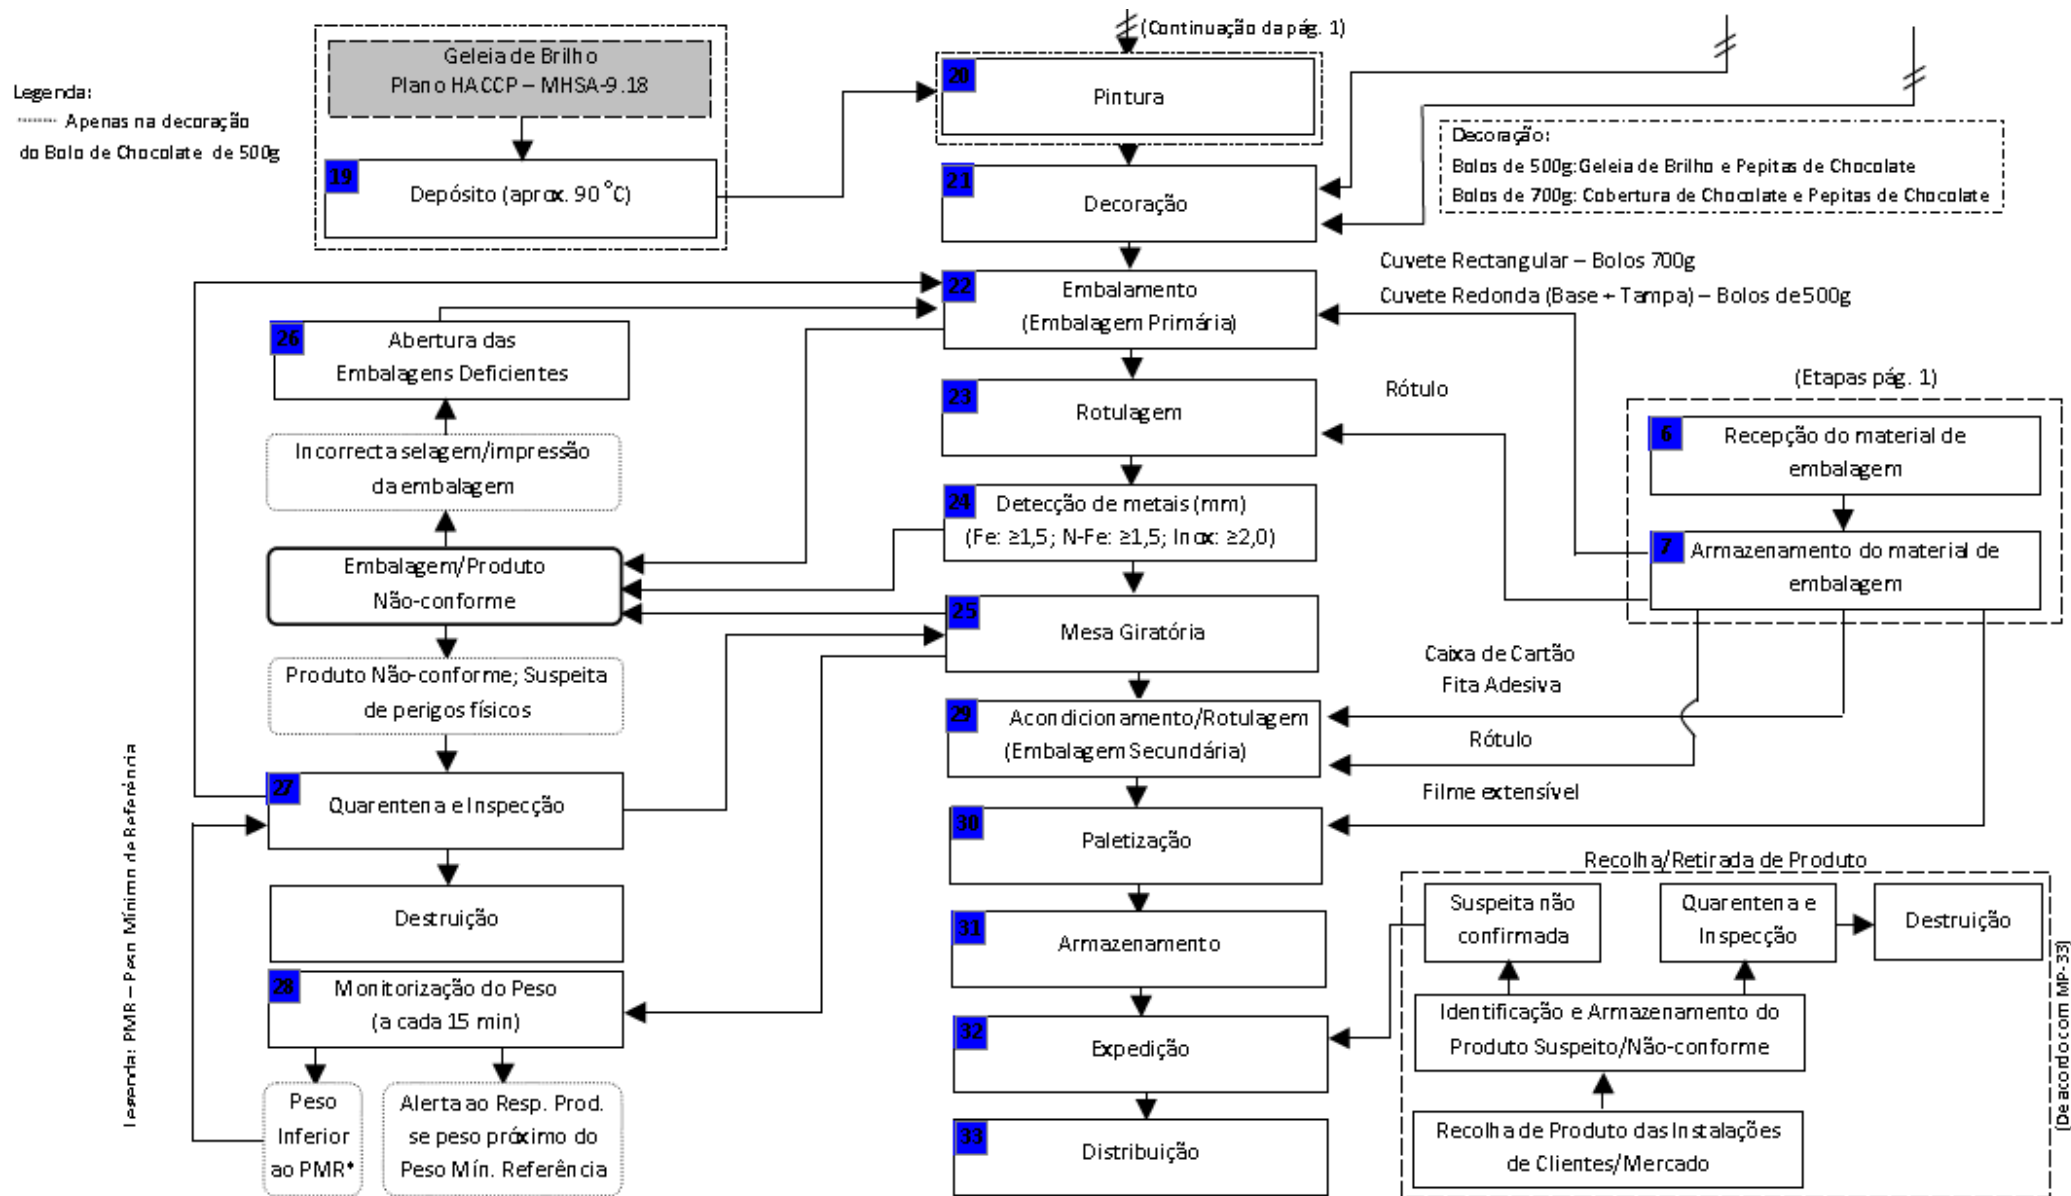 (Continuação da pág. 1)
Geleia de Brilho
Plano HACCP – MHSA-9.18
Legenda:
Apenas na decoração
do Bolo de Chocolate de 500g
20
Pintura
19
Depósito (aprox. 90 °C)
Decoração:
Bolos de 500g: Geleia de Brilho e Pepitas de Chocolate
Bolos de 700g: Cobertura de Chocolate e Pepitas de Chocolate
21
Decoração
Cuvete Rectangular – Bolos 700g
Cuvete Redonda (Base + Tampa) – Bolos de 500g
22
Embalamento
(Embalagem Primária)
26
Abertura das
Embalagens Deficientes
23
Rotulagem
Rótulo
(Etapas pág. 1)
6
Recepção do material de
embalagem
Incorrecta selagem/impressão
da embalagem
24
Detecção de metais (mm)
(Fe: ≥1,5; N-Fe: ≥1,5; Inox: ≥2,0)
7
Armazenamento do material de
embalagem
Embalagem/Produto
Não-conforme
25
Mesa Giratória
Produto Não-conforme; Suspeita
de perigos físicos
Caixa de Cartão
Fita Adesiva
29
Acondicionamento/Rotulagem
(Embalagem Secundária)
Rótulo
27
Quarentena e Inspecção
Filme extensível
30
Paletização
Destruição
Recolha/Retirada de Produto
Suspeita não
confirmada
Quarentena e
Inspecção
Destruição
31
Armazenamento
28
Monitorização do Peso
(a cada 15 min)
Identificação e Armazenamento do
Produto Suspeito/Não-conforme
32
Expedição
Peso
Inferior
ao PMR*
Alerta ao Resp. Prod.
se peso próximo do
Peso Mín. Referência
33
Distribuição
Recolha de Produto das Instalações
de Clientes/Mercado
Legenda: PMR – Peso Mínimo de Referência
(De acordo com MP-33)